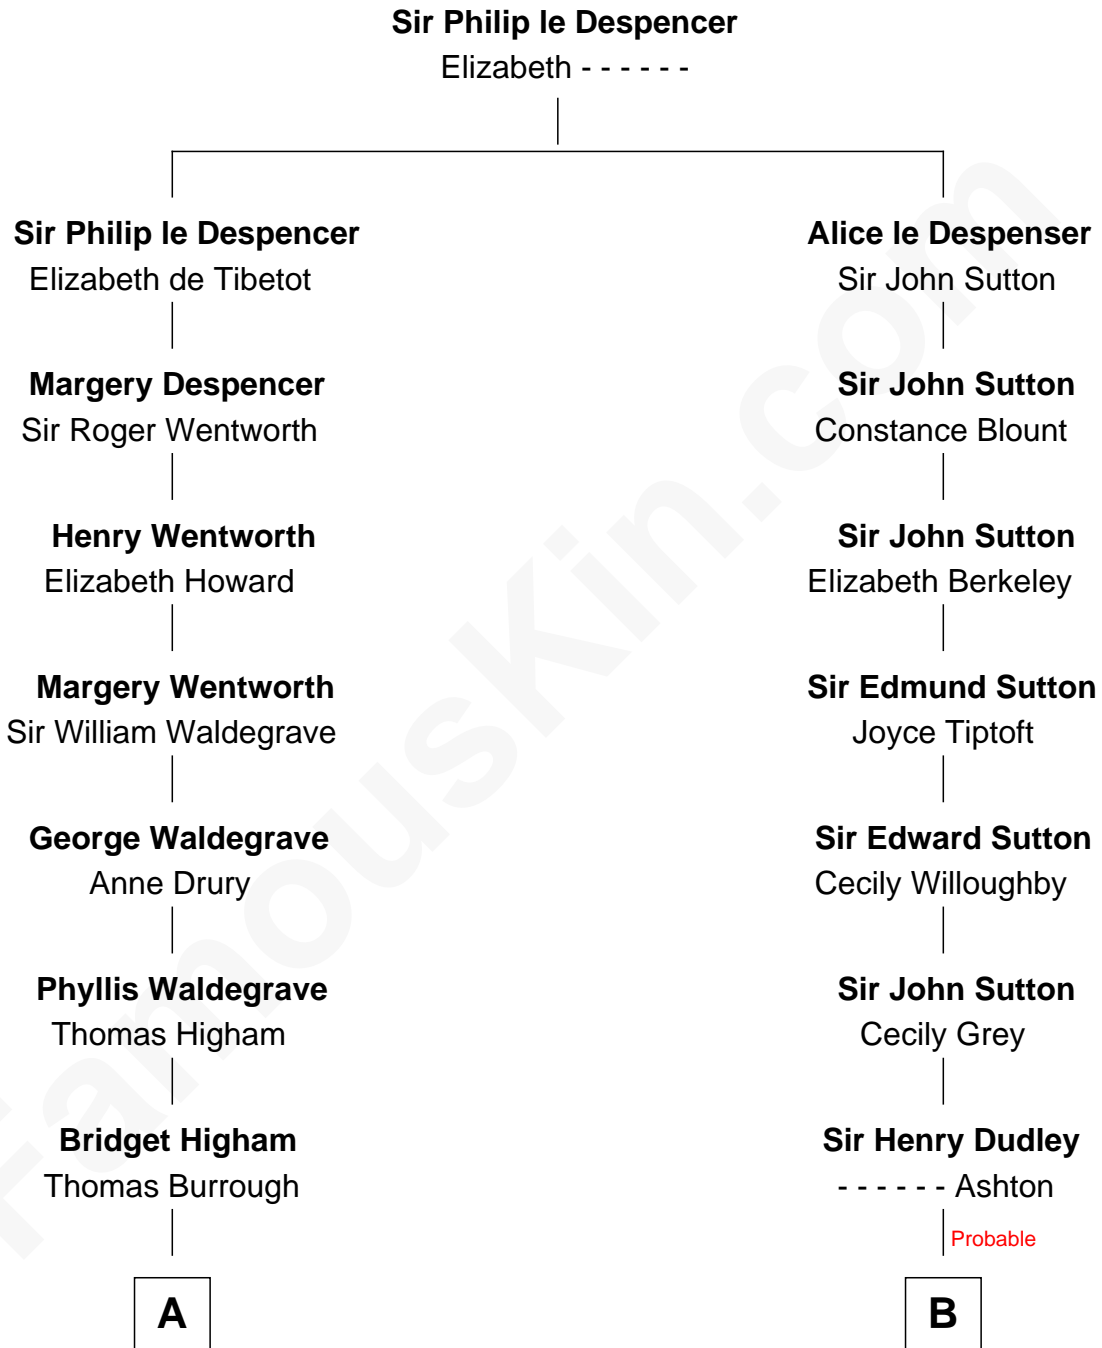 Sir Philip le Despencer
Elizabeth - - - - - -
Sir Philip le Despencer
Elizabeth de Tibetot
Alice le Despenser
Sir John Sutton
Margery Despencer
Sir Roger Wentworth
Sir John Sutton
Constance Blount
Henry Wentworth
Elizabeth Howard
Sir John Sutton
Elizabeth Berkeley
Margery Wentworth
Sir William Waldegrave
Sir Edmund Sutton
Joyce Tiptoft
George Waldegrave
Anne Drury
Sir Edward Sutton
Cecily Willoughby
Phyllis Waldegrave
Thomas Higham
Sir John Sutton
Cecily Grey
Bridget Higham
Thomas Burrough
Sir Henry Dudley
- - - - - - Ashton
Probable
A
B
FamousKin.com